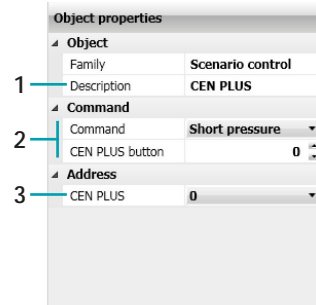 Object properties
Object
Family Scenario control
1 Description CEN PLUS
Command
2
Command Short pressure
CEN PLUS button 0
Address
3 CEN PLUS 0